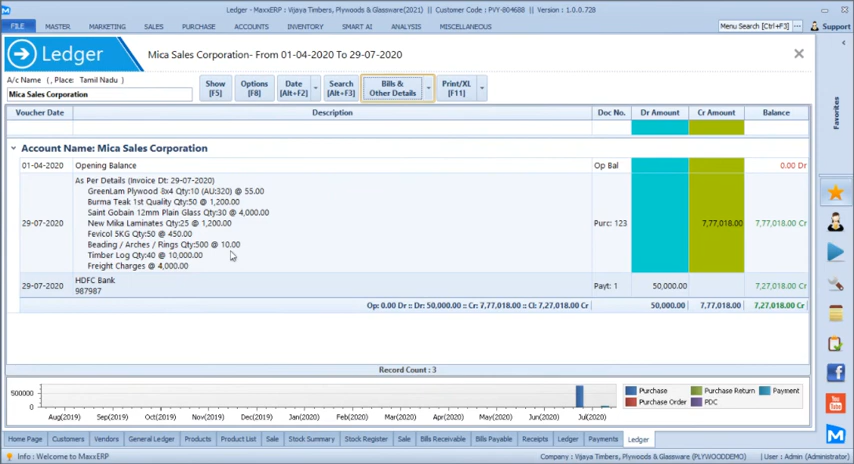 Ledger - MaxxERP : Vijaya Timbers, Plywoods & Glassware(2021) || Customer Code : PVY-B04688 || Version : 1.0.0.728
FILE MASTER MARKETING SALES PURCHASE ACCOUNTS INVENTORY SMART AI ANALYSIS MISCELLANEOUS Menu Search [Ctrl+F3] ... Support
Ledger Mica Sales Corporation- From 01-04-2020 To 29-07-2020
A/c Name ( , Place: Tamil Nadu )
Mica Sales Corporation
Show [F5]
Options [F8]
Date [Alt+F2]
Search [Alt+F3]
Bills & Other Details
Print/XL [F11]
Favorites
Voucher Date Description Doc No. Dr Amount Cr Amount Balance
Account Name: Mica Sales Corporation
01-04-2020 Opening Balance Op Bal 0.00 Dr
As Per Details (Invoice Dt: 29-07-2020)
GreenLam Plywood 8x4 Qty:10 (AU:320) @ 55.00
Burma Teak 1st Quality Qty:50 @ 1,200.00
Saint Gobain 12mm Plain Glass Qty:30 @ 4,000.00
29-07-2020 New Mika Laminates Qty:25 @ 1,200.00 Purc: 123 7,77,018.00 7,77,018.00 Cr
Fevicol 5KG Qty:50 @ 450.00
Beading / Arches / Rings Qty:500 @ 10.00
Timber Log Qty:40 @ 10,000.00
Freight Charges @ 4,000.00
29-07-2020 HDFC Bank Payt: 1 50,000.00 7,27,018.00 Cr
987987
Op: 0.00 Dr :: Dr: 50,000.00 :: Cr: 7,77,018.00 :: Cl: 7,27,018.00 Cr 50,000.00 7,77,018.00 7,27,018.00 Cr
Record Count : 3
500000
0
Aug(2019) Sep(2019) Oct(2019) Nov(2019) Dec(2019) Jan(2020) Feb(2020) Mar(2020) Apr(2020) May(2020) Jun(2020) Jul(2020)
Purchase Purchase Return Payment
Purchase Order PDC
Home Page Customers Vendors General Ledger Products Product List Sale Stock Summary Stock Register Sale Bills Receivable Bills Payable Receipts Ledger Payments Ledger
Info : Welcome to MaxxERP Company : Vijaya Timbers, Plywoods & Glassware (PLYWOODDEMO) User : Admin (Administrator)